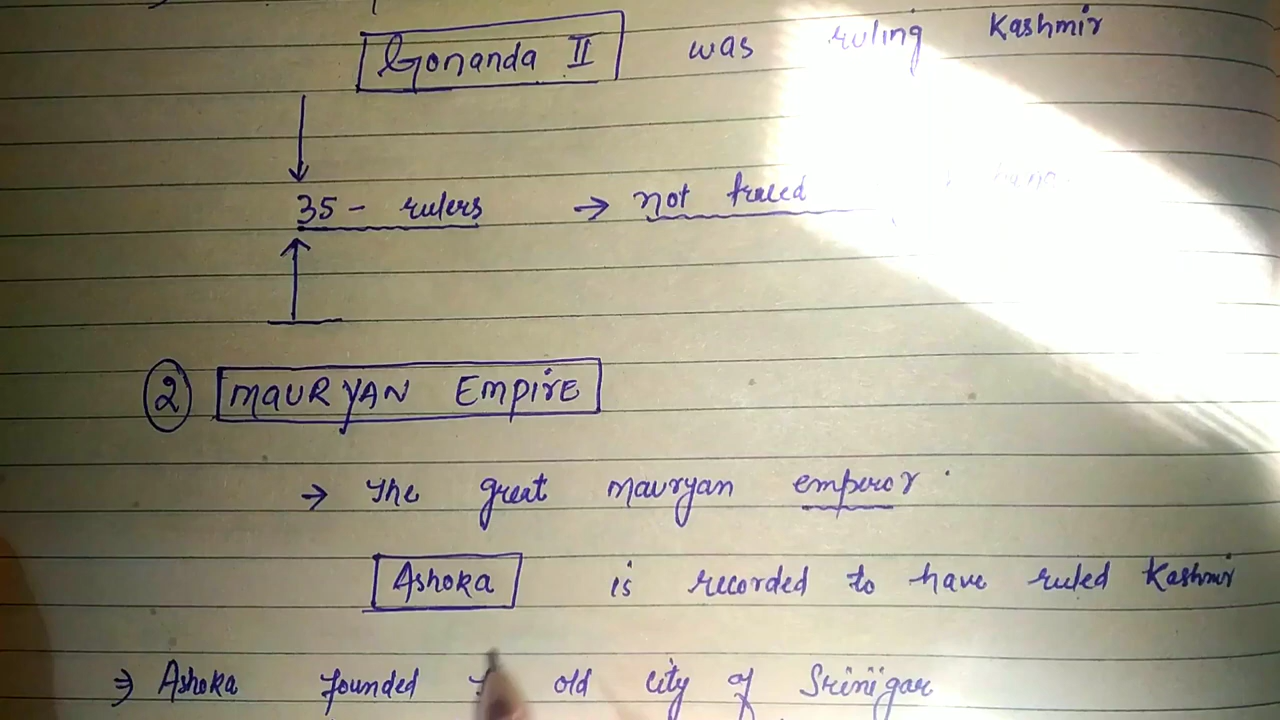 Gonanda II was ruling Kashmir
35 - rulers → not traced
② MAURYAN EMPIRE
→ The great mauryan emperor
Ashoka is recorded to have ruled Kashmir
⇒ Ashoka founded old city of Srinigar